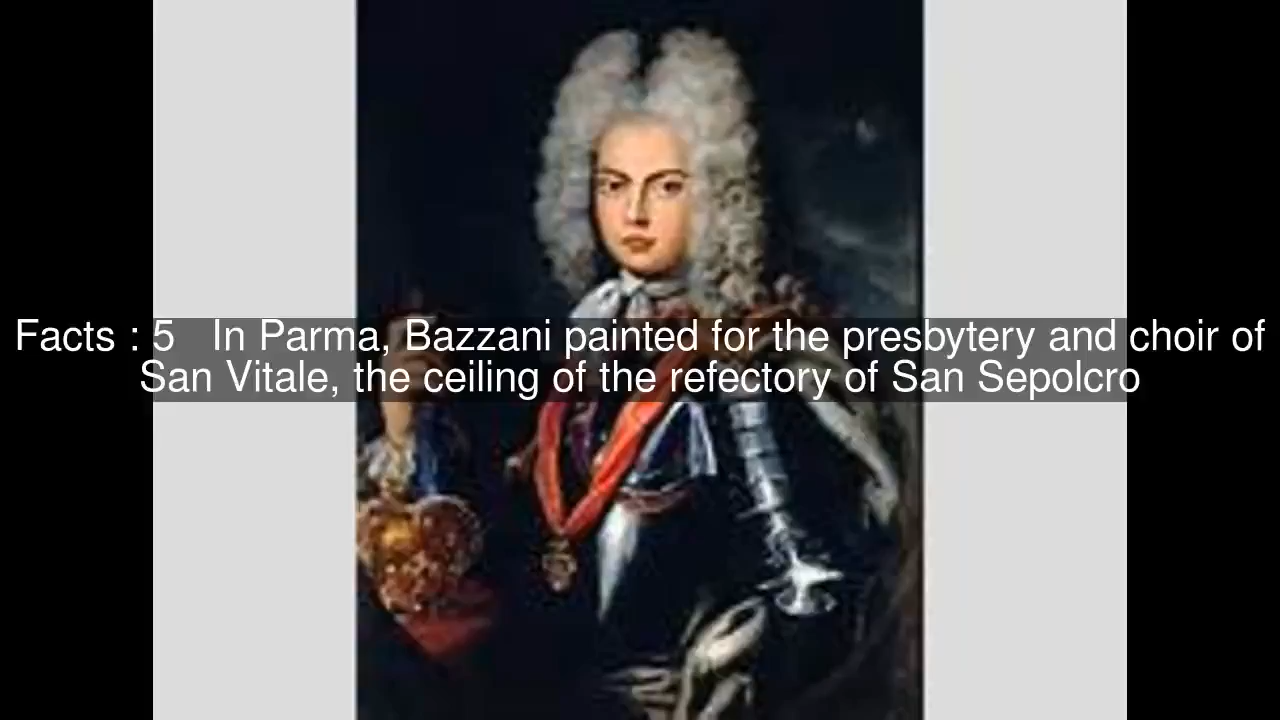 Facts : 5   In Parma, Bazzani painted for the presbytery and choir of
San Vitale, the ceiling of the refectory of San Sepolcro